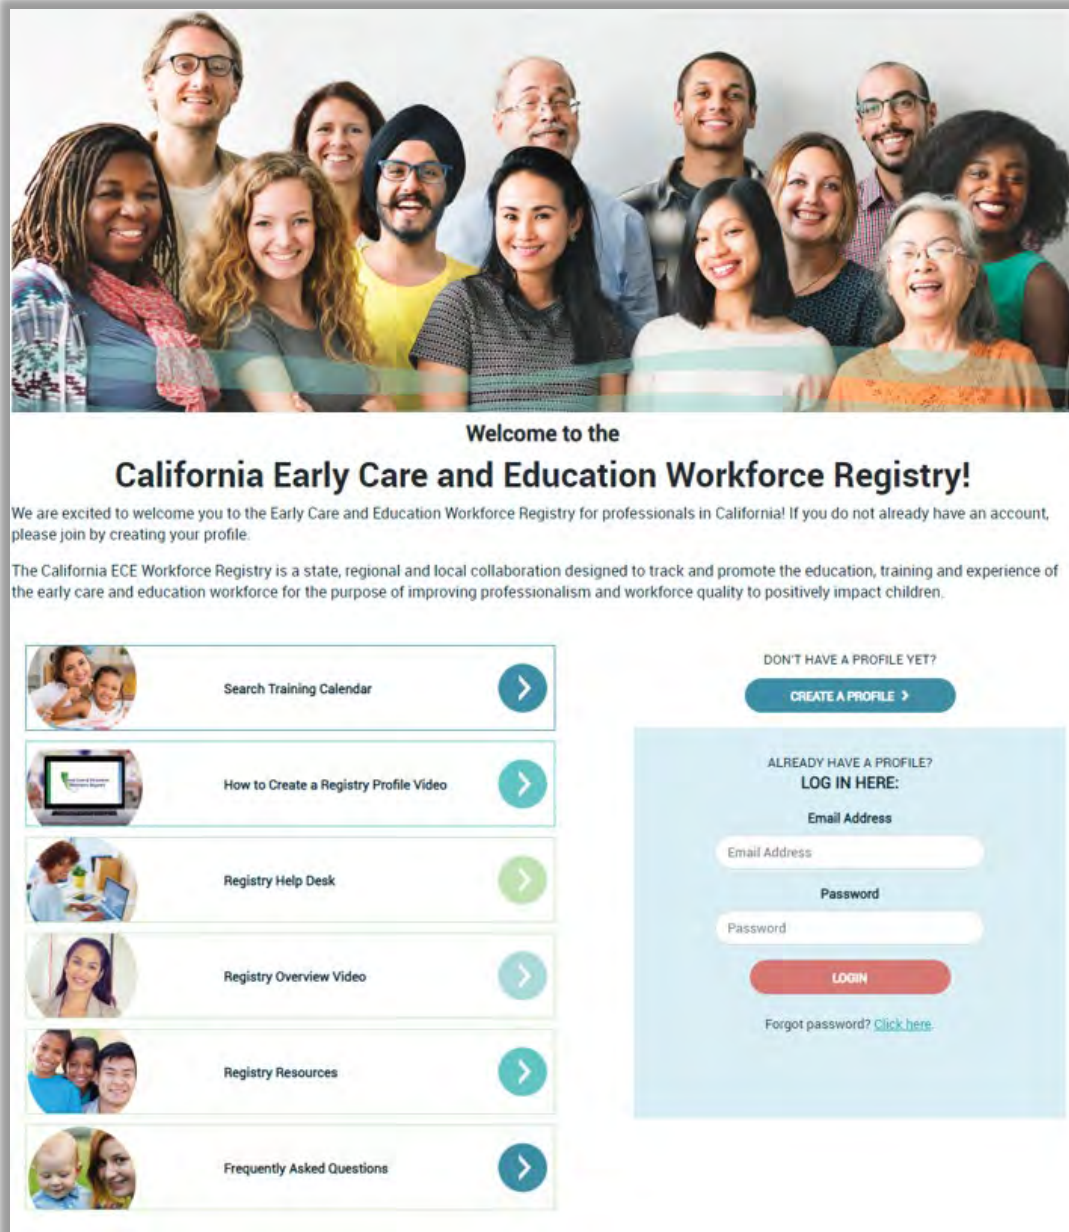 Welcome to the
California Early Care and Education Workforce Registry!
We are excited to welcome you to the Early Care and Education Workforce Registry for professionals in California! If you do not already have an account,
please join by creating your profile.
The California ECE Workforce Registry is a state, regional and local collaboration designed to track and promote the education, training and experience of
the early care and education workforce for the purpose of improving professionalism and workforce quality to positively impact children.
Search Training Calendar
How to Create a Registry Profile Video
Registry Help Desk
Registry Overview Video
Registry Resources
Frequently Asked Questions
DON'T HAVE A PROFILE YET?
CREATE A PROFILE
ALREADY HAVE A PROFILE?
LOG IN HERE:
Email Address
Email Address
Password
Password
LOGIN
Forgot password? Click here.